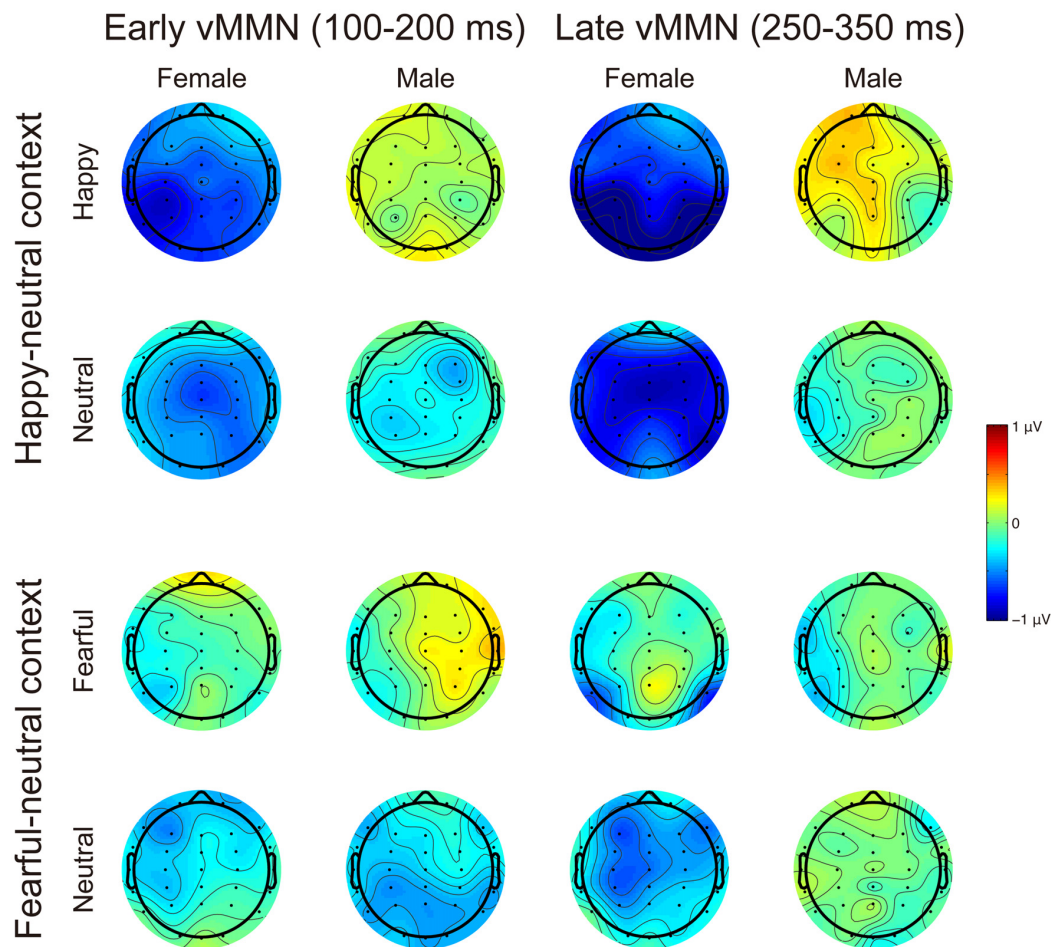 Early vMMN (100-200 ms) Late vMMN (250-350 ms)
Female Male Female Male
Happy-neutral context
Happy
Neutral
1 μV
0
−1 μV
Fearful-neutral context
Fearful
Neutral